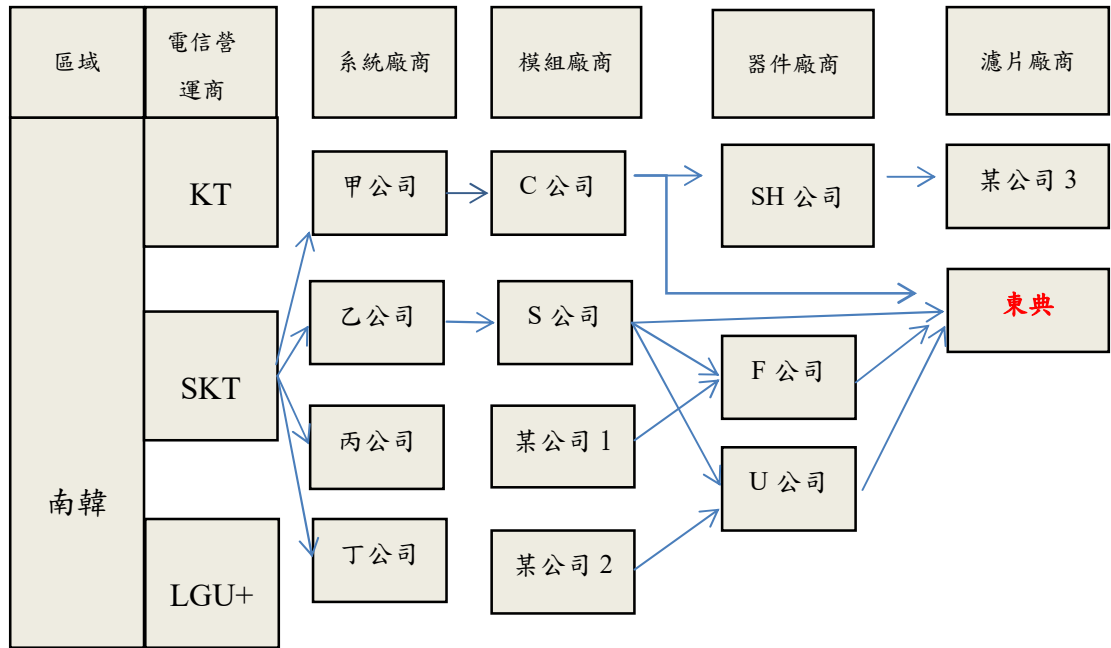 區域
電信營
運商
系統廠商
模組廠商
器件廠商
濾片廠商
南韓
KT
甲公司
C 公司
SH 公司
某公司 3
SKT
乙公司
S 公司
東典
F 公司
丙公司
某公司 1
U 公司
LGU+
丁公司
某公司 2